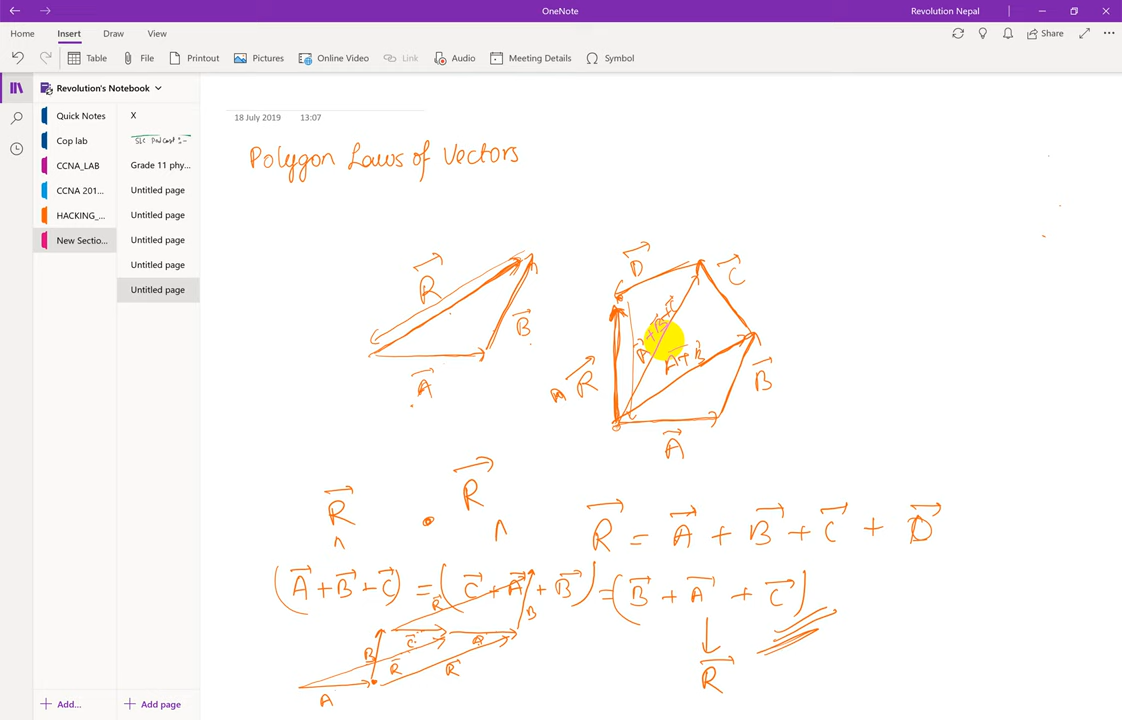 OneNote
Revolution Nepal
Home Insert Draw View
Share
Table File Printout Pictures Online Video Link Audio Meeting Details Symbol
Revolution's Notebook
Quick Notes
Cop lab
CCNA_LAB
CCNA 201...
HACKING_...
New Sectio...
X
Grade 11 phy...
Untitled page
Untitled page
Untitled page
Untitled page
Untitled page
Add...
Add page
18 July 2019 13:07
Polygon Laws of Vectors
R⃗
B⃗
A⃗
D⃗
C⃗
A⃗+B⃗+C⃗
A⃗+B⃗
R⃗
B⃗
A⃗
R⃗
R⃗
R⃗ = A⃗ + B⃗ + C⃗ + D⃗
(A⃗ + B⃗ + C⃗) = (C⃗ + A⃗ + B⃗) = (B⃗ + A⃗ + C⃗)
R⃗
B
B
C⃗
R⃗
R⃗
A
R⃗